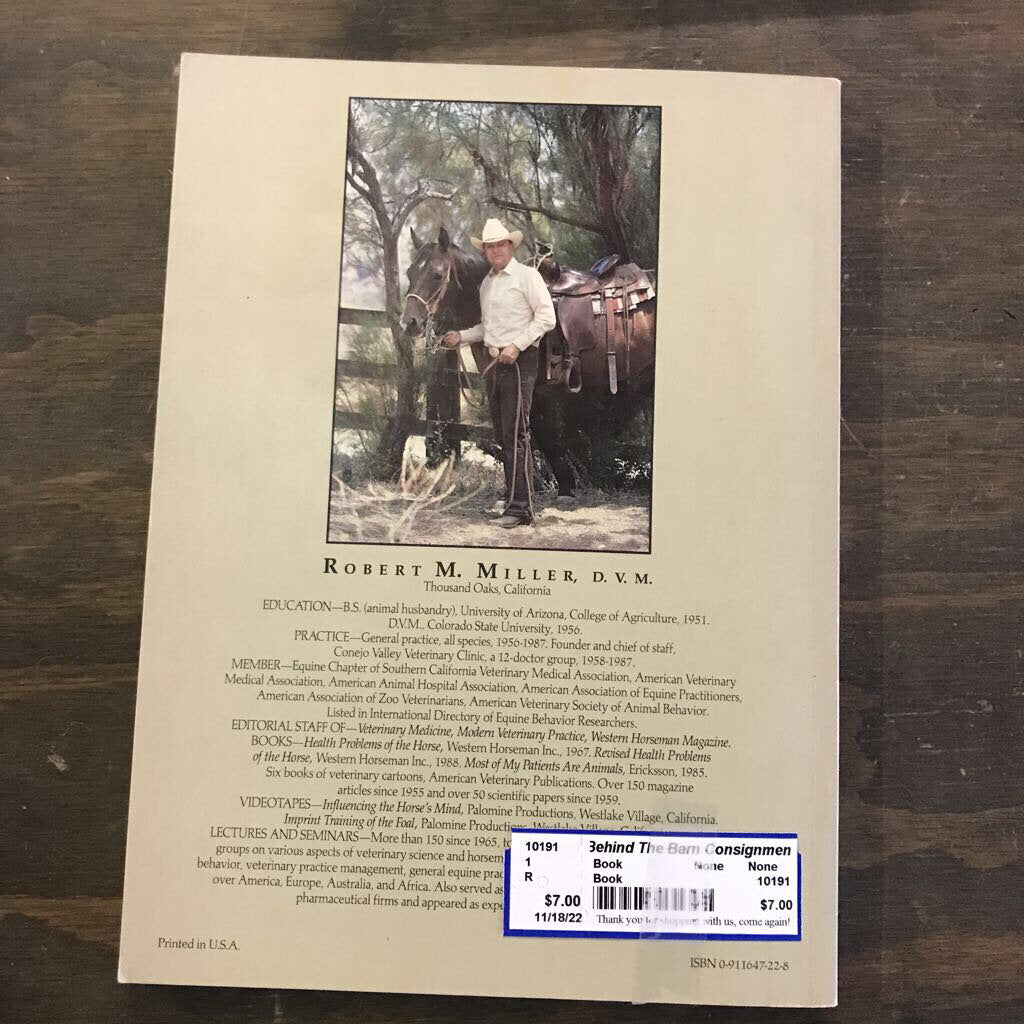 ROBERT M. MILLER, D. V. M.
Thousand Oaks, California
EDUCATION—B.S. (animal husbandry), University of Arizona, College of Agriculture, 1951.
D.V.M., Colorado State University, 1956.
PRACTICE—General practice, all species, 1956-1987. Founder and chief of staff,
Conejo Valley Veterinary Clinic, a 12-doctor group, 1958-1987.
MEMBER—Equine Chapter of Southern California Veterinary Medical Association, American Veterinary
Medical Association, American Animal Hospital Association, American Association of Equine Practitioners,
American Association of Zoo Veterinarians, American Veterinary Society of Animal Behavior.
Listed in International Directory of Equine Behavior Researchers.
EDITORIAL STAFF OF—Veterinary Medicine, Modern Veterinary Practice, Western Horseman Magazine.
BOOKS—Health Problems of the Horse, Western Horseman Inc., 1967. Revised Health Problems
of the Horse, Western Horseman Inc., 1988. Most of My Patients Are Animals, Ericksson, 1985.
Six books of veterinary cartoons, American Veterinary Publications. Over 150 magazine
articles since 1955 and over 50 scientific papers since 1959.
VIDEOTAPES—Influencing the Horse's Mind, Palomine Productions, Westlake Village, California.
Imprint Training of the Foal, Palomine Productions, Westlake Village, California.
LECTURES AND SEMINARS—More than 150 since 1965, to
groups on various aspects of veterinary science and horsem
behavior, veterinary practice management, general equine prac
over America, Europe, Australia, and Africa. Also served as
pharmaceutical firms and appeared as expe
10191 Behind The Barn Consignmen
1 Book None None
R Book 10191
$7.00 $7.00
11/18/22 Thank you for shopping with us, come again!
Printed in U.S.A.
ISBN 0-911647-22-8